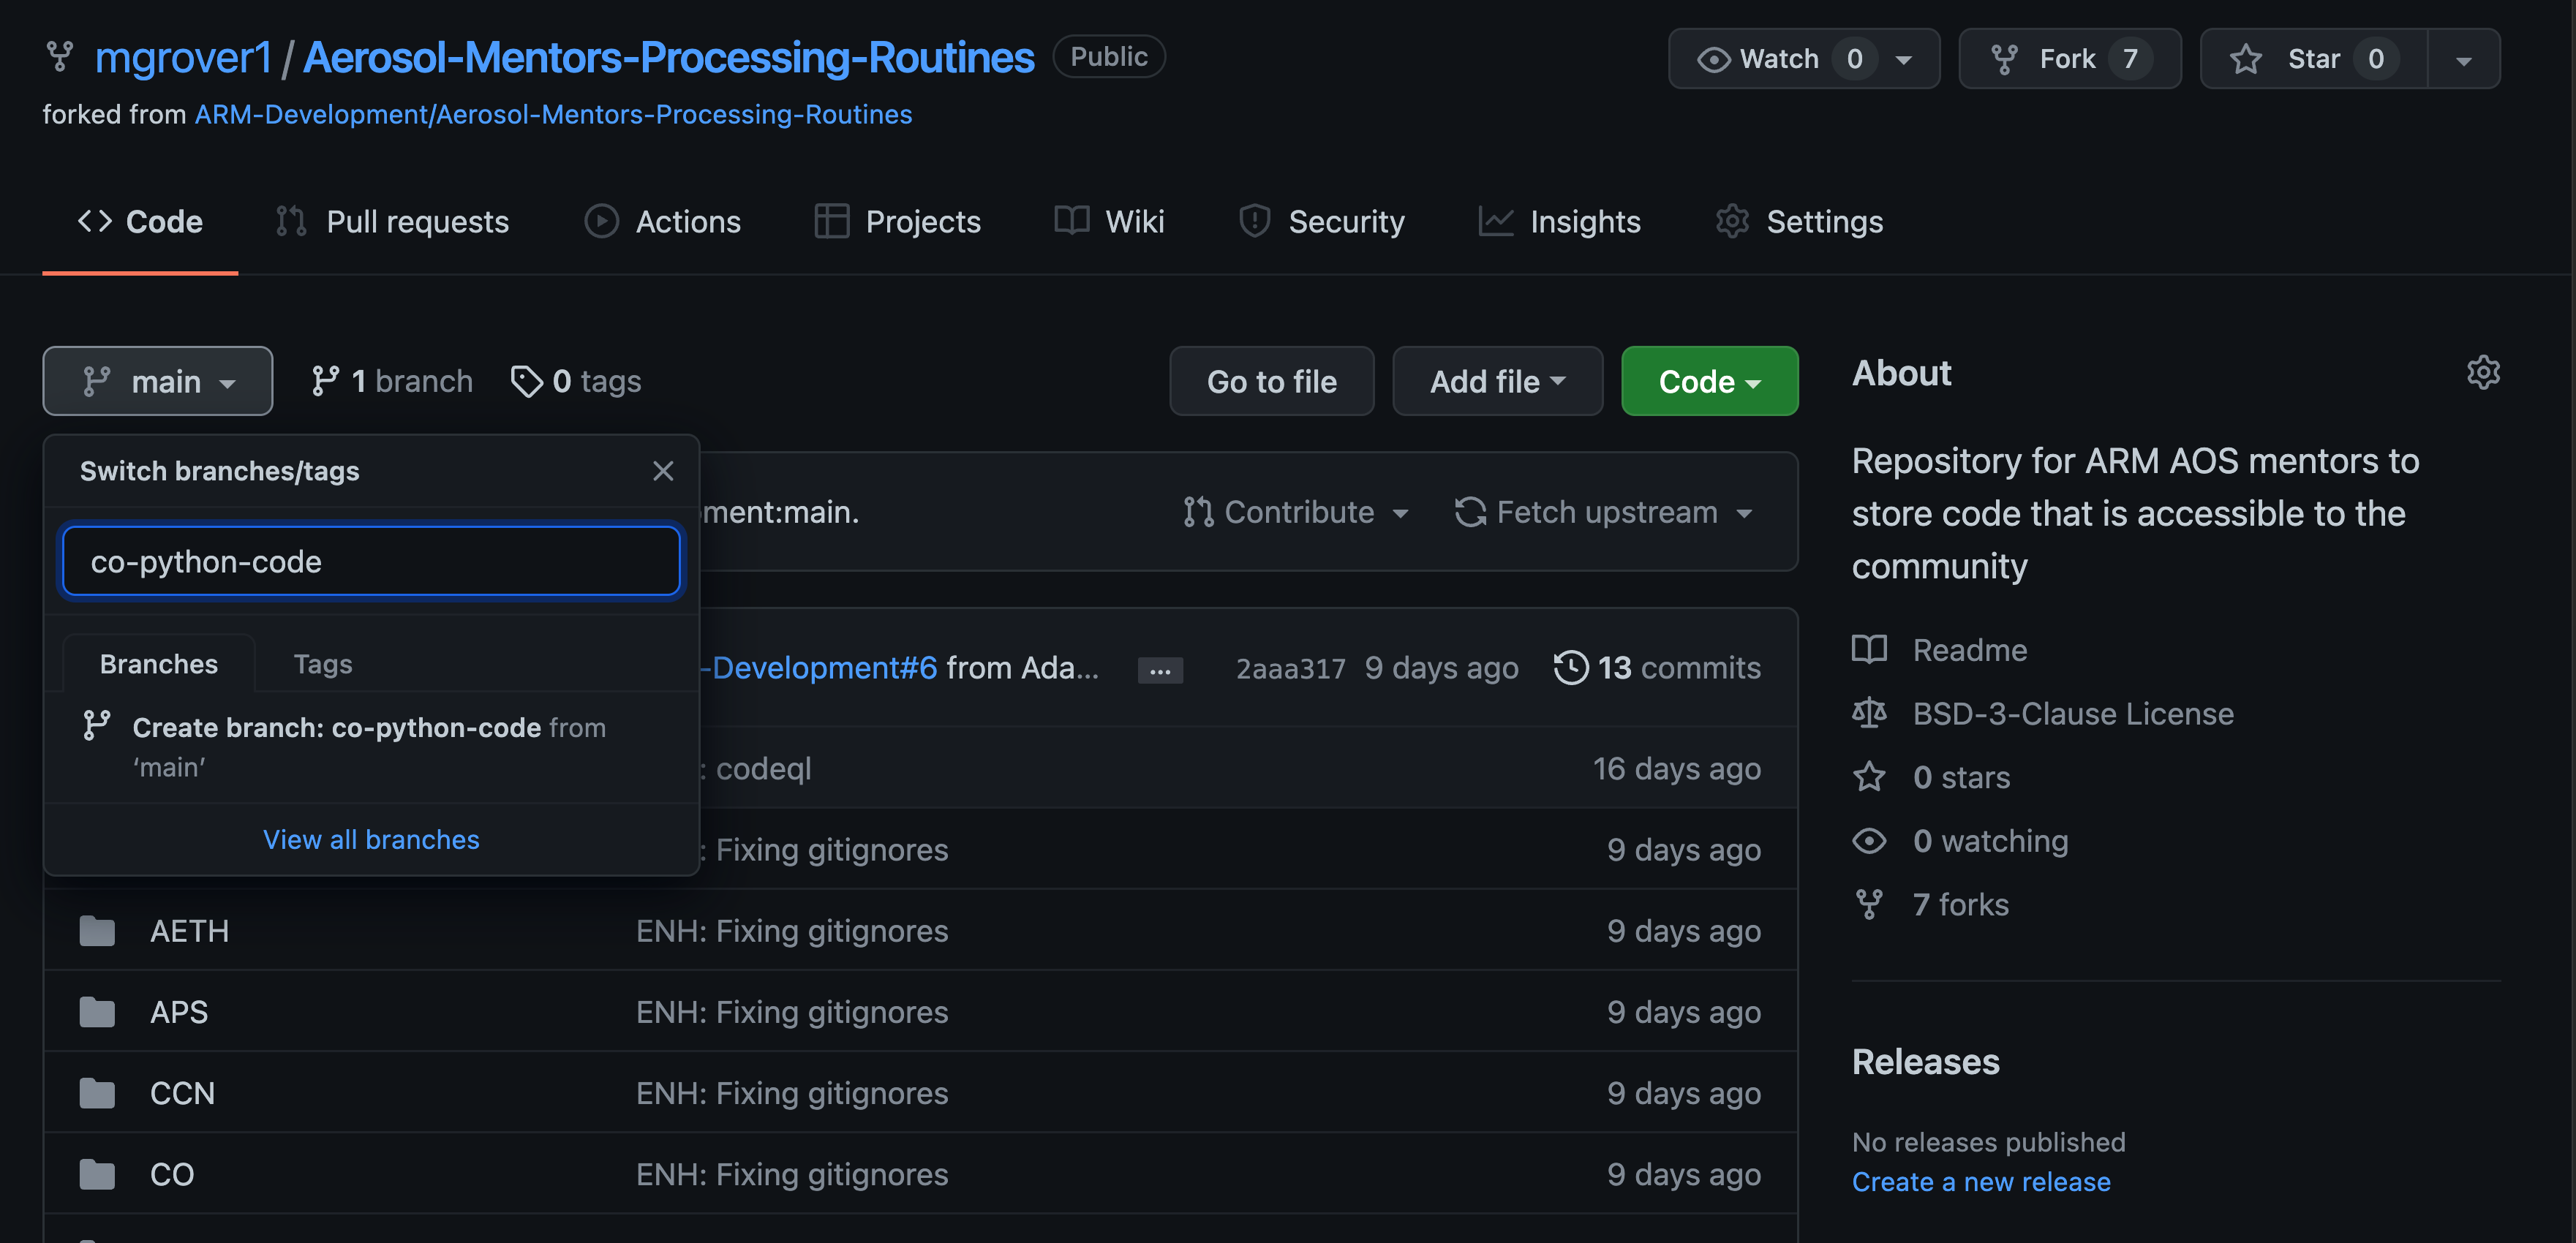 mgrover1 / Aerosol-Mentors-Processing-Routines Public
Watch 0
Fork 7
Star 0
forked from ARM-Development/Aerosol-Mentors-Processing-Routines
Code
Pull requests
Actions
Projects
Wiki
Security
Insights
Settings
main
1 branch
0 tags
Go to file
Add file
Code
Switch branches/tags
co-python-code
Branches
Tags
Create branch: co-python-code from
‘main’
View all branches
ment:main.
Contribute
Fetch upstream
-Development#6 from Ada... ... 2aaa317 9 days ago 13 commits
: codeql 16 days ago
: Fixing gitignores 9 days ago
AETH ENH: Fixing gitignores 9 days ago
APS ENH: Fixing gitignores 9 days ago
CCN ENH: Fixing gitignores 9 days ago
CO ENH: Fixing gitignores 9 days ago
About
Repository for ARM AOS mentors to
store code that is accessible to the
community
Readme
BSD-3-Clause License
0 stars
0 watching
7 forks
Releases
No releases published
Create a new release